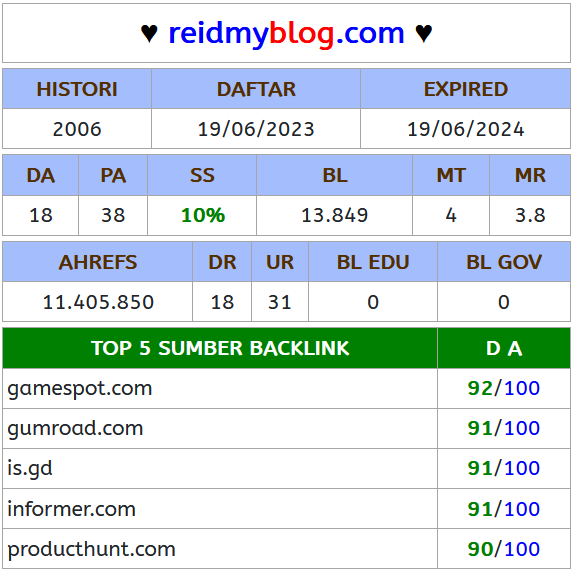 ♥ reidmyblog.com ♥
HISTORI DAFTAR EXPIRED
2006 19/06/2023 19/06/2024
DA PA SS BL MT MR
18 38 10% 13.849 4 3.8
AHREFS DR UR BL EDU BL GOV
11.405.850 18 31 0 0
TOP 5 SUMBER BACKLINK D A
gamespot.com 92/100
gumroad.com 91/100
is.gd 91/100
informer.com 91/100
producthunt.com 90/100